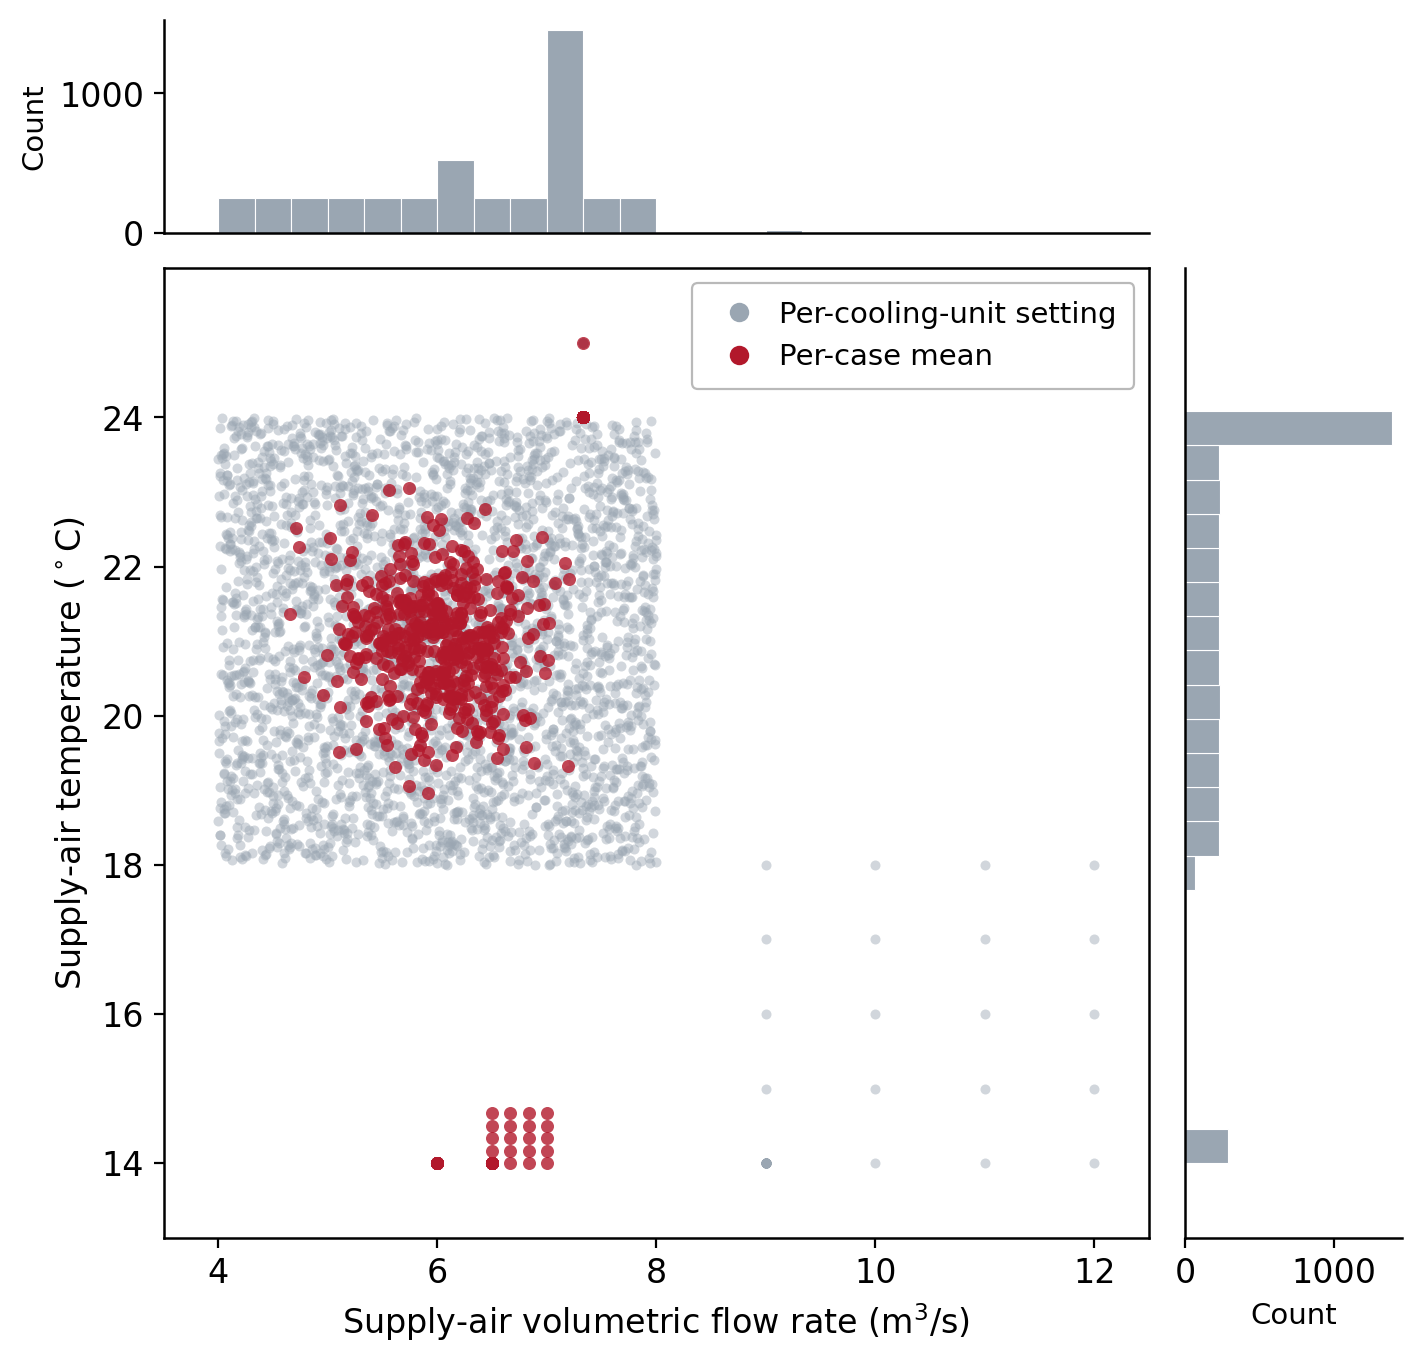 Count
1000
0
Per-cooling-unit setting
Per-case mean
Supply-air temperature (°C)
24
22
20
18
16
14
4 6 8 10 12
Supply-air volumetric flow rate (m³/s)
0 1000
Count